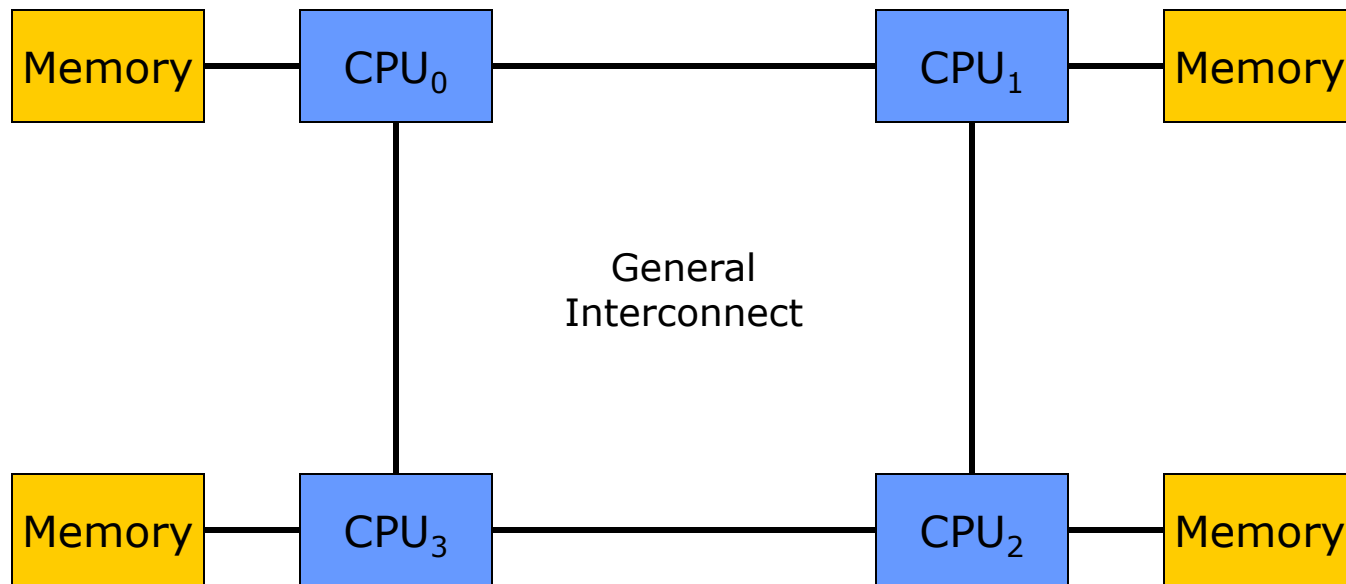 Memory CPU₀ CPU₁ Memory
General
Interconnect
Memory CPU₃ CPU₂ Memory